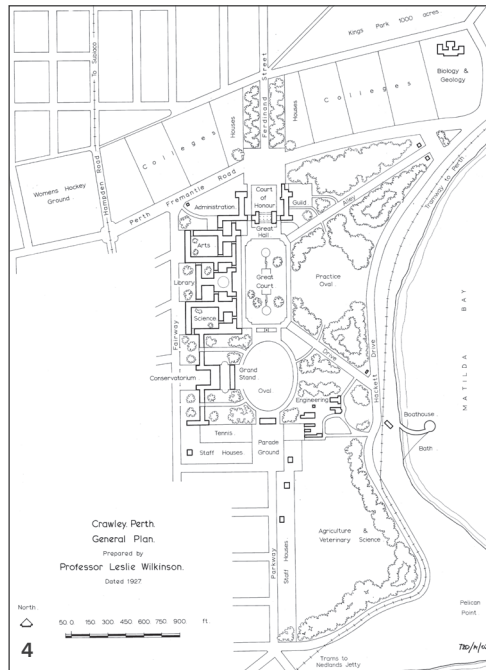 Kings Park 1000 acres
To Subiaco
Ferdinand Street
Biology &
Geology
Colleges
Houses
Houses
Colleges
Hampden Road
Womens Hockey
Ground
Perth Fremantle Road
Tramway to Perth
Administration
Court
of
Honour
Guild
Alley
Great
Hall
Arts
Library
Great
Court
Practice
Oval
Science
Fairway
MATILDA BAY
Drive
Hackett Drive
Conservatorium
Grand
Stand
Oval
Engineering
Boathouse
Bath
Tennis
Staff Houses
Parade
Ground
Crawley. Perth.
General Plan.
Prepared by
Professor Leslie Wilkinson.
Dated 1927.
Agriculture &
Veterinary Science
Parkway
Staff Houses
North
50. 0. 150 300 450 600 750 900. ft.
4
Pelican
Point
Trams to
Nedlands Jetty